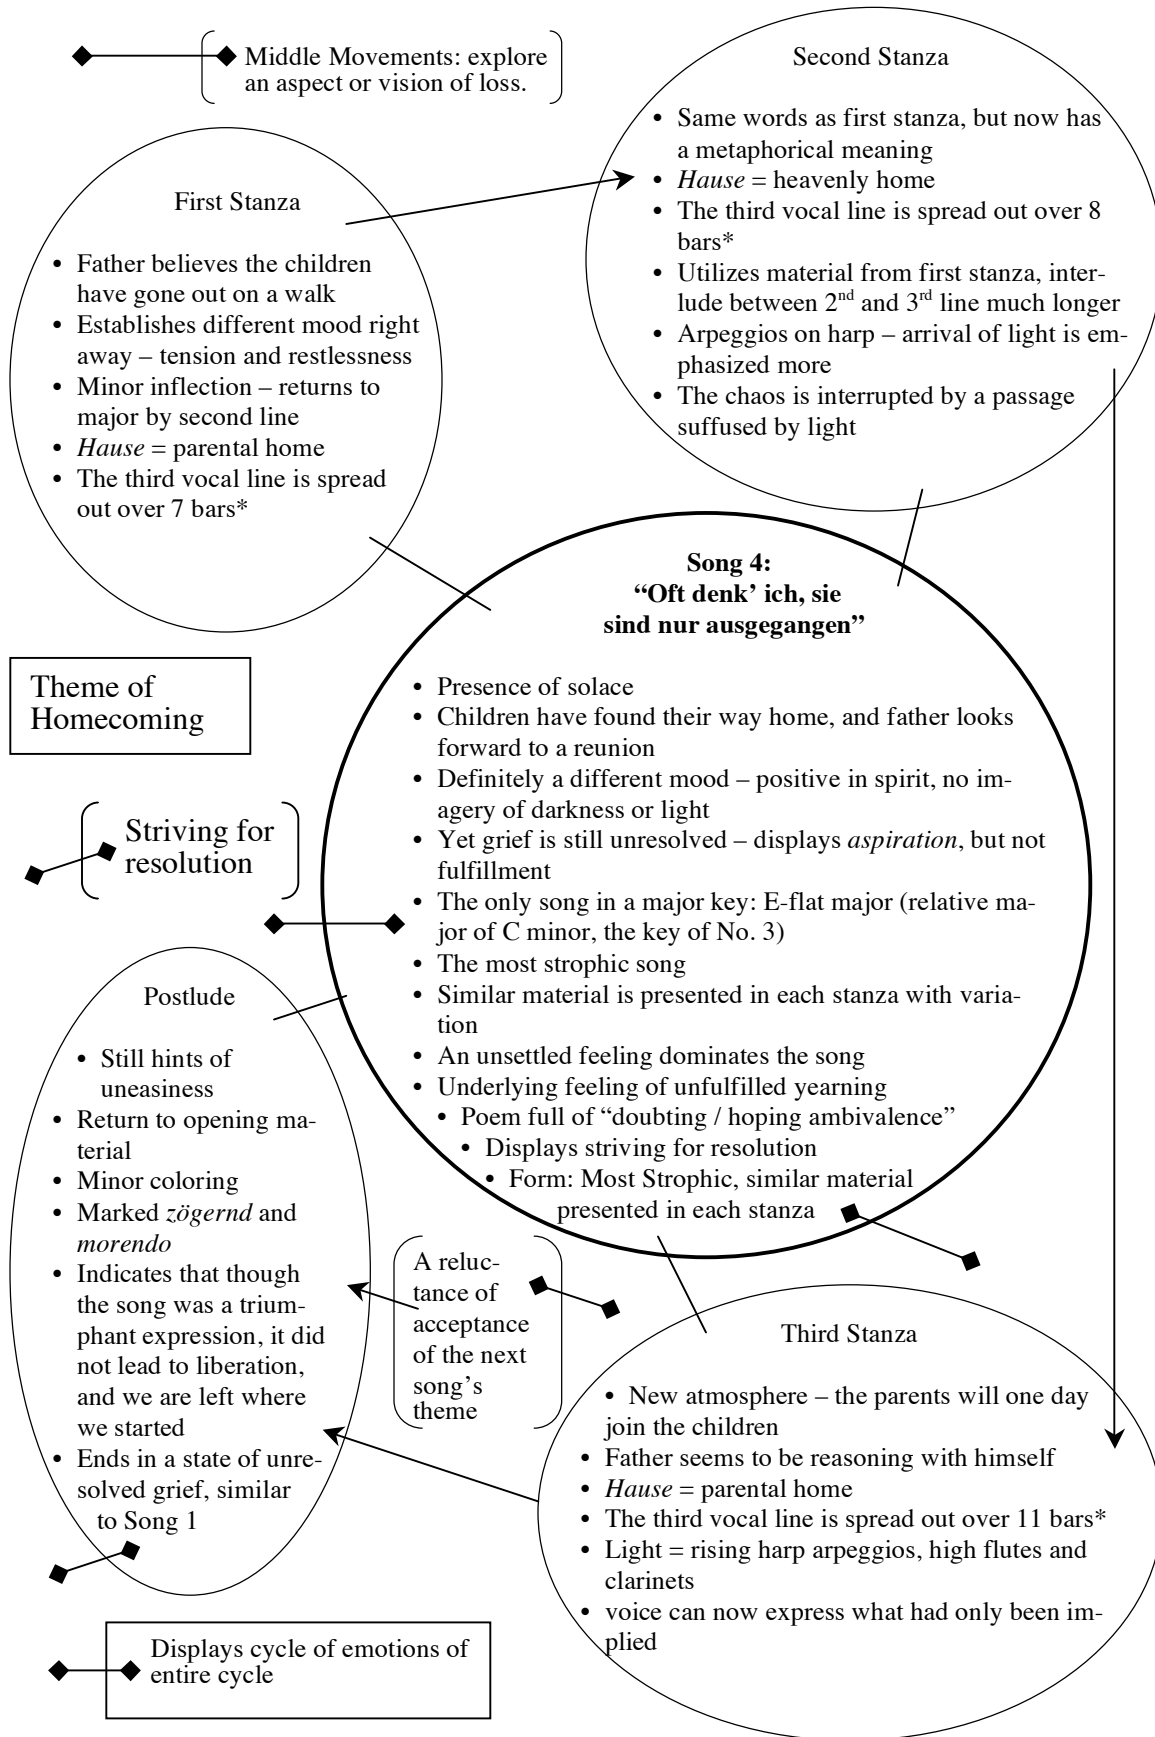 Middle Movements: explore
an aspect or vision of loss.
First Stanza
• Father believes the children
have gone out on a walk
• Establishes different mood right
away – tension and restlessness
• Minor inflection – returns to
major by second line
• Hause = parental home
• The third vocal line is spread
out over 7 bars*
Second Stanza
• Same words as first stanza, but now has
a metaphorical meaning
• Hause = heavenly home
• The third vocal line is spread out over 8
bars*
• Utilizes material from first stanza, inter-
lude between 2nd and 3rd line much longer
• Arpeggios on harp – arrival of light is em-
phasized more
• The chaos is interrupted by a passage
suffused by light
Song 4:
“Oft denk’ ich, sie
sind nur ausgegangen”
• Presence of solace
• Children have found their way home, and father looks
forward to a reunion
• Definitely a different mood – positive in spirit, no im-
agery of darkness or light
• Yet grief is still unresolved – displays aspiration, but not
fulfillment
• The only song in a major key: E-flat major (relative ma-
jor of C minor, the key of No. 3)
• The most strophic song
• Similar material is presented in each stanza with varia-
tion
• An unsettled feeling dominates the song
• Underlying feeling of unfulfilled yearning
• Poem full of “doubting / hoping ambivalence”
• Displays striving for resolution
• Form: Most Strophic, similar material
presented in each stanza
Theme of
Homecoming
Striving for
resolution
Postlude
• Still hints of
uneasiness
• Return to opening ma-
terial
• Minor coloring
• Marked zögernd and
morendo
• Indicates that though
the song was a trium-
phant expression, it did
not lead to liberation,
and we are left where
we started
• Ends in a state of unre-
solved grief, similar
to Song 1
A reluc-
tance of
acceptance
of the next
song’s
theme
Third Stanza
• New atmosphere – the parents will one day
join the children
• Father seems to be reasoning with himself
• Hause = parental home
• The third vocal line is spread out over 11 bars*
• Light = rising harp arpeggios, high flutes and
clarinets
• voice can now express what had only been im-
plied
Displays cycle of emotions of
entire cycle